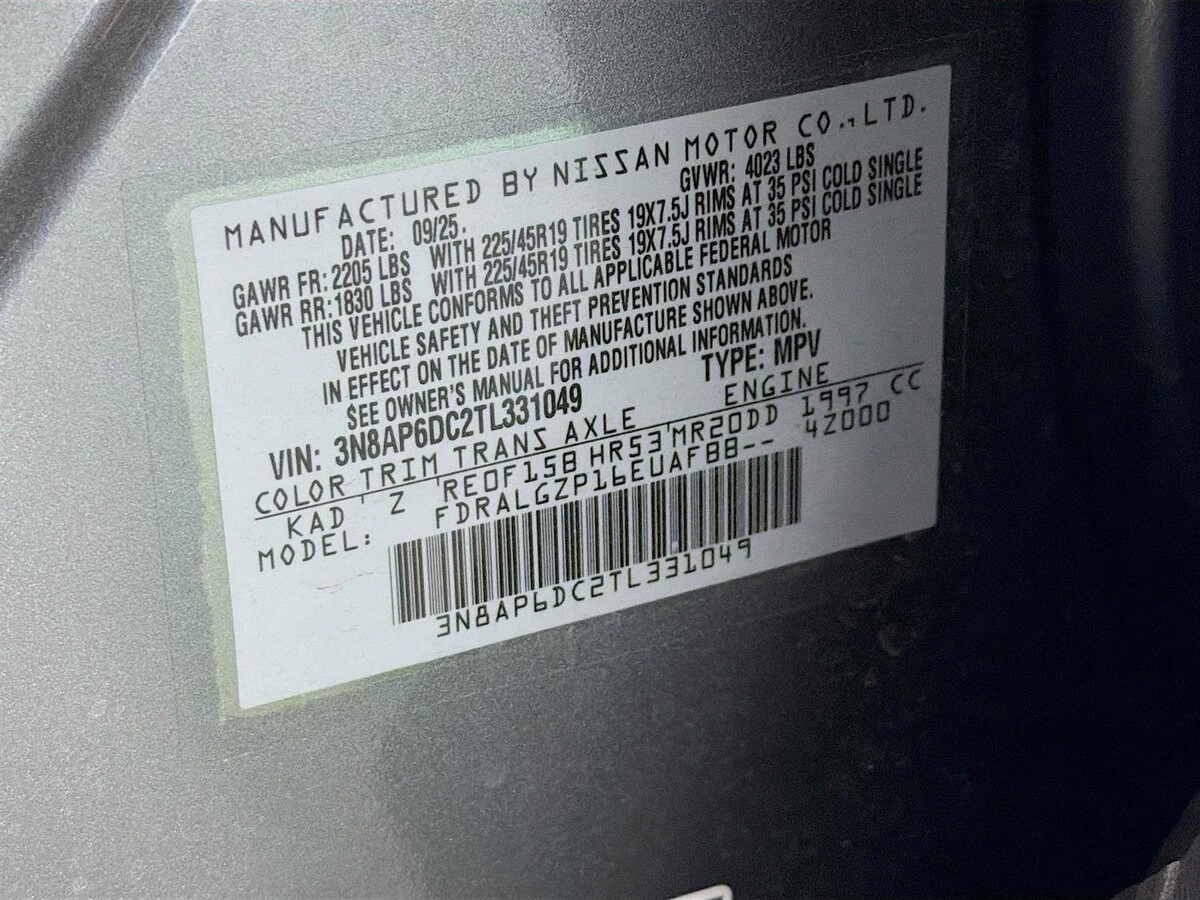 MANUFACTURED BY NISSAN MOTOR CO.,LTD.
DATE: 09/25. GVWR: 4023 LBS
GAWR FR: 2205 LBS WITH 225/45R19 TIRES 19X7.5J RIMS AT 35 PSI COLD SINGLE
GAWR RR: 1830 LBS WITH 225/45R19 TIRES 19X7.5J RIMS AT 35 PSI COLD SINGLE
THIS VEHICLE CONFORMS TO ALL APPLICABLE FEDERAL MOTOR
VEHICLE SAFETY AND THEFT PREVENTION STANDARDS
IN EFFECT ON THE DATE OF MANUFACTURE SHOWN ABOVE.
SEE OWNER'S MANUAL FOR ADDITIONAL INFORMATION.
VIN: 3N8AP6DC2TL331049 TYPE: MPV
COLOR TRIM TRANS AXLE ENGINE
KAD Z RE0F15B HR53 MR20DD 1997 CC
MODEL: FDRALGZP16EUAFBB-- 4Z000
3N8AP6DC2TL331049